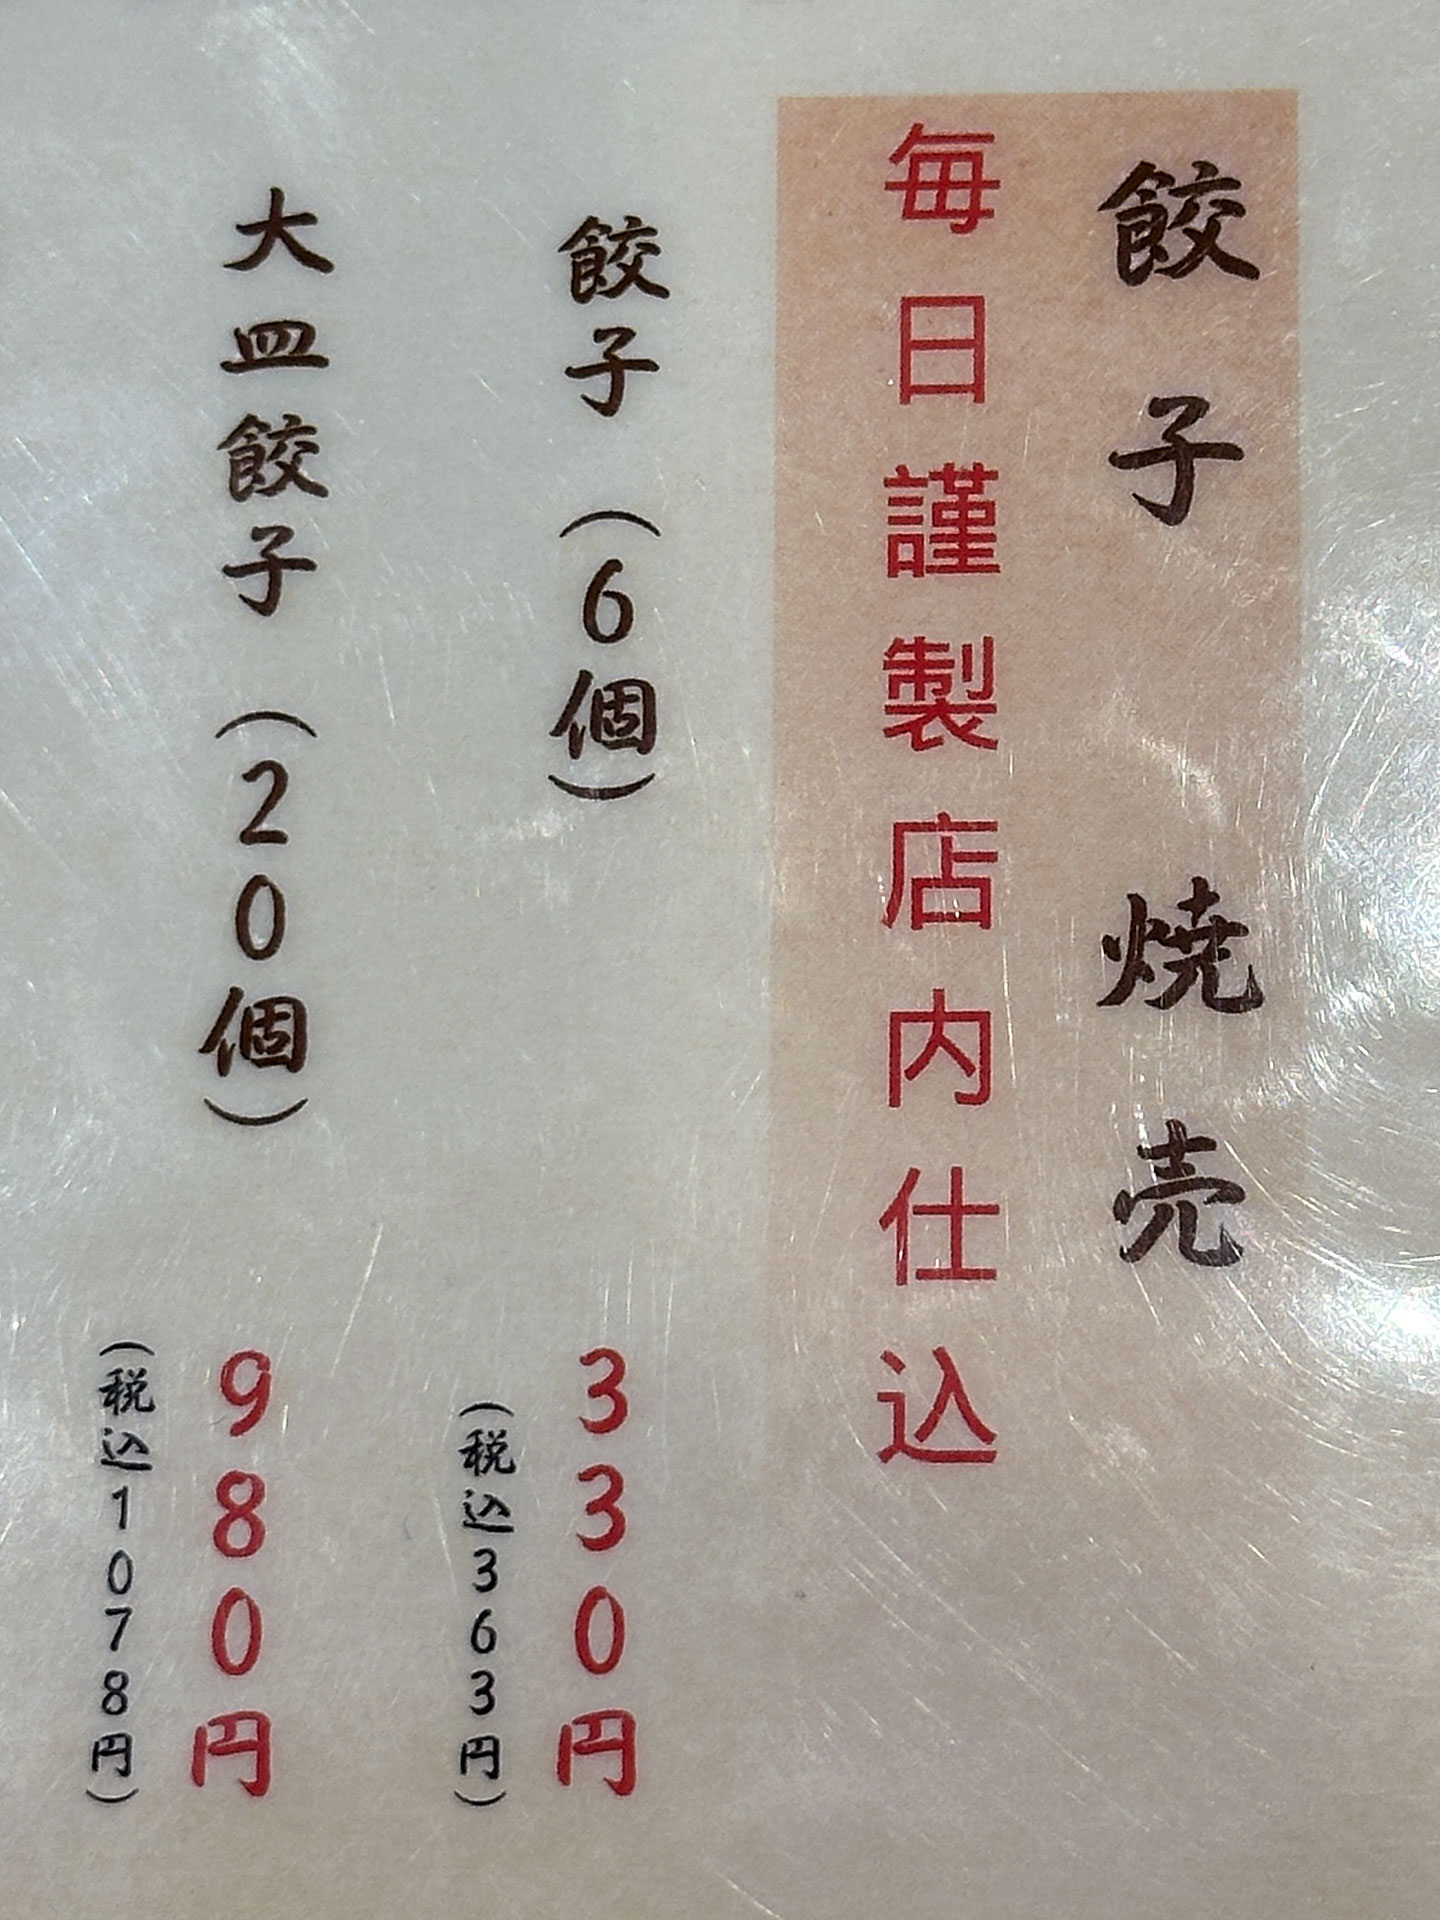 餃子　焼売
毎日謹製店内仕込
餃子（6個）
330円
（税込363円）
大皿餃子（20個）
980円
（税込1078円）